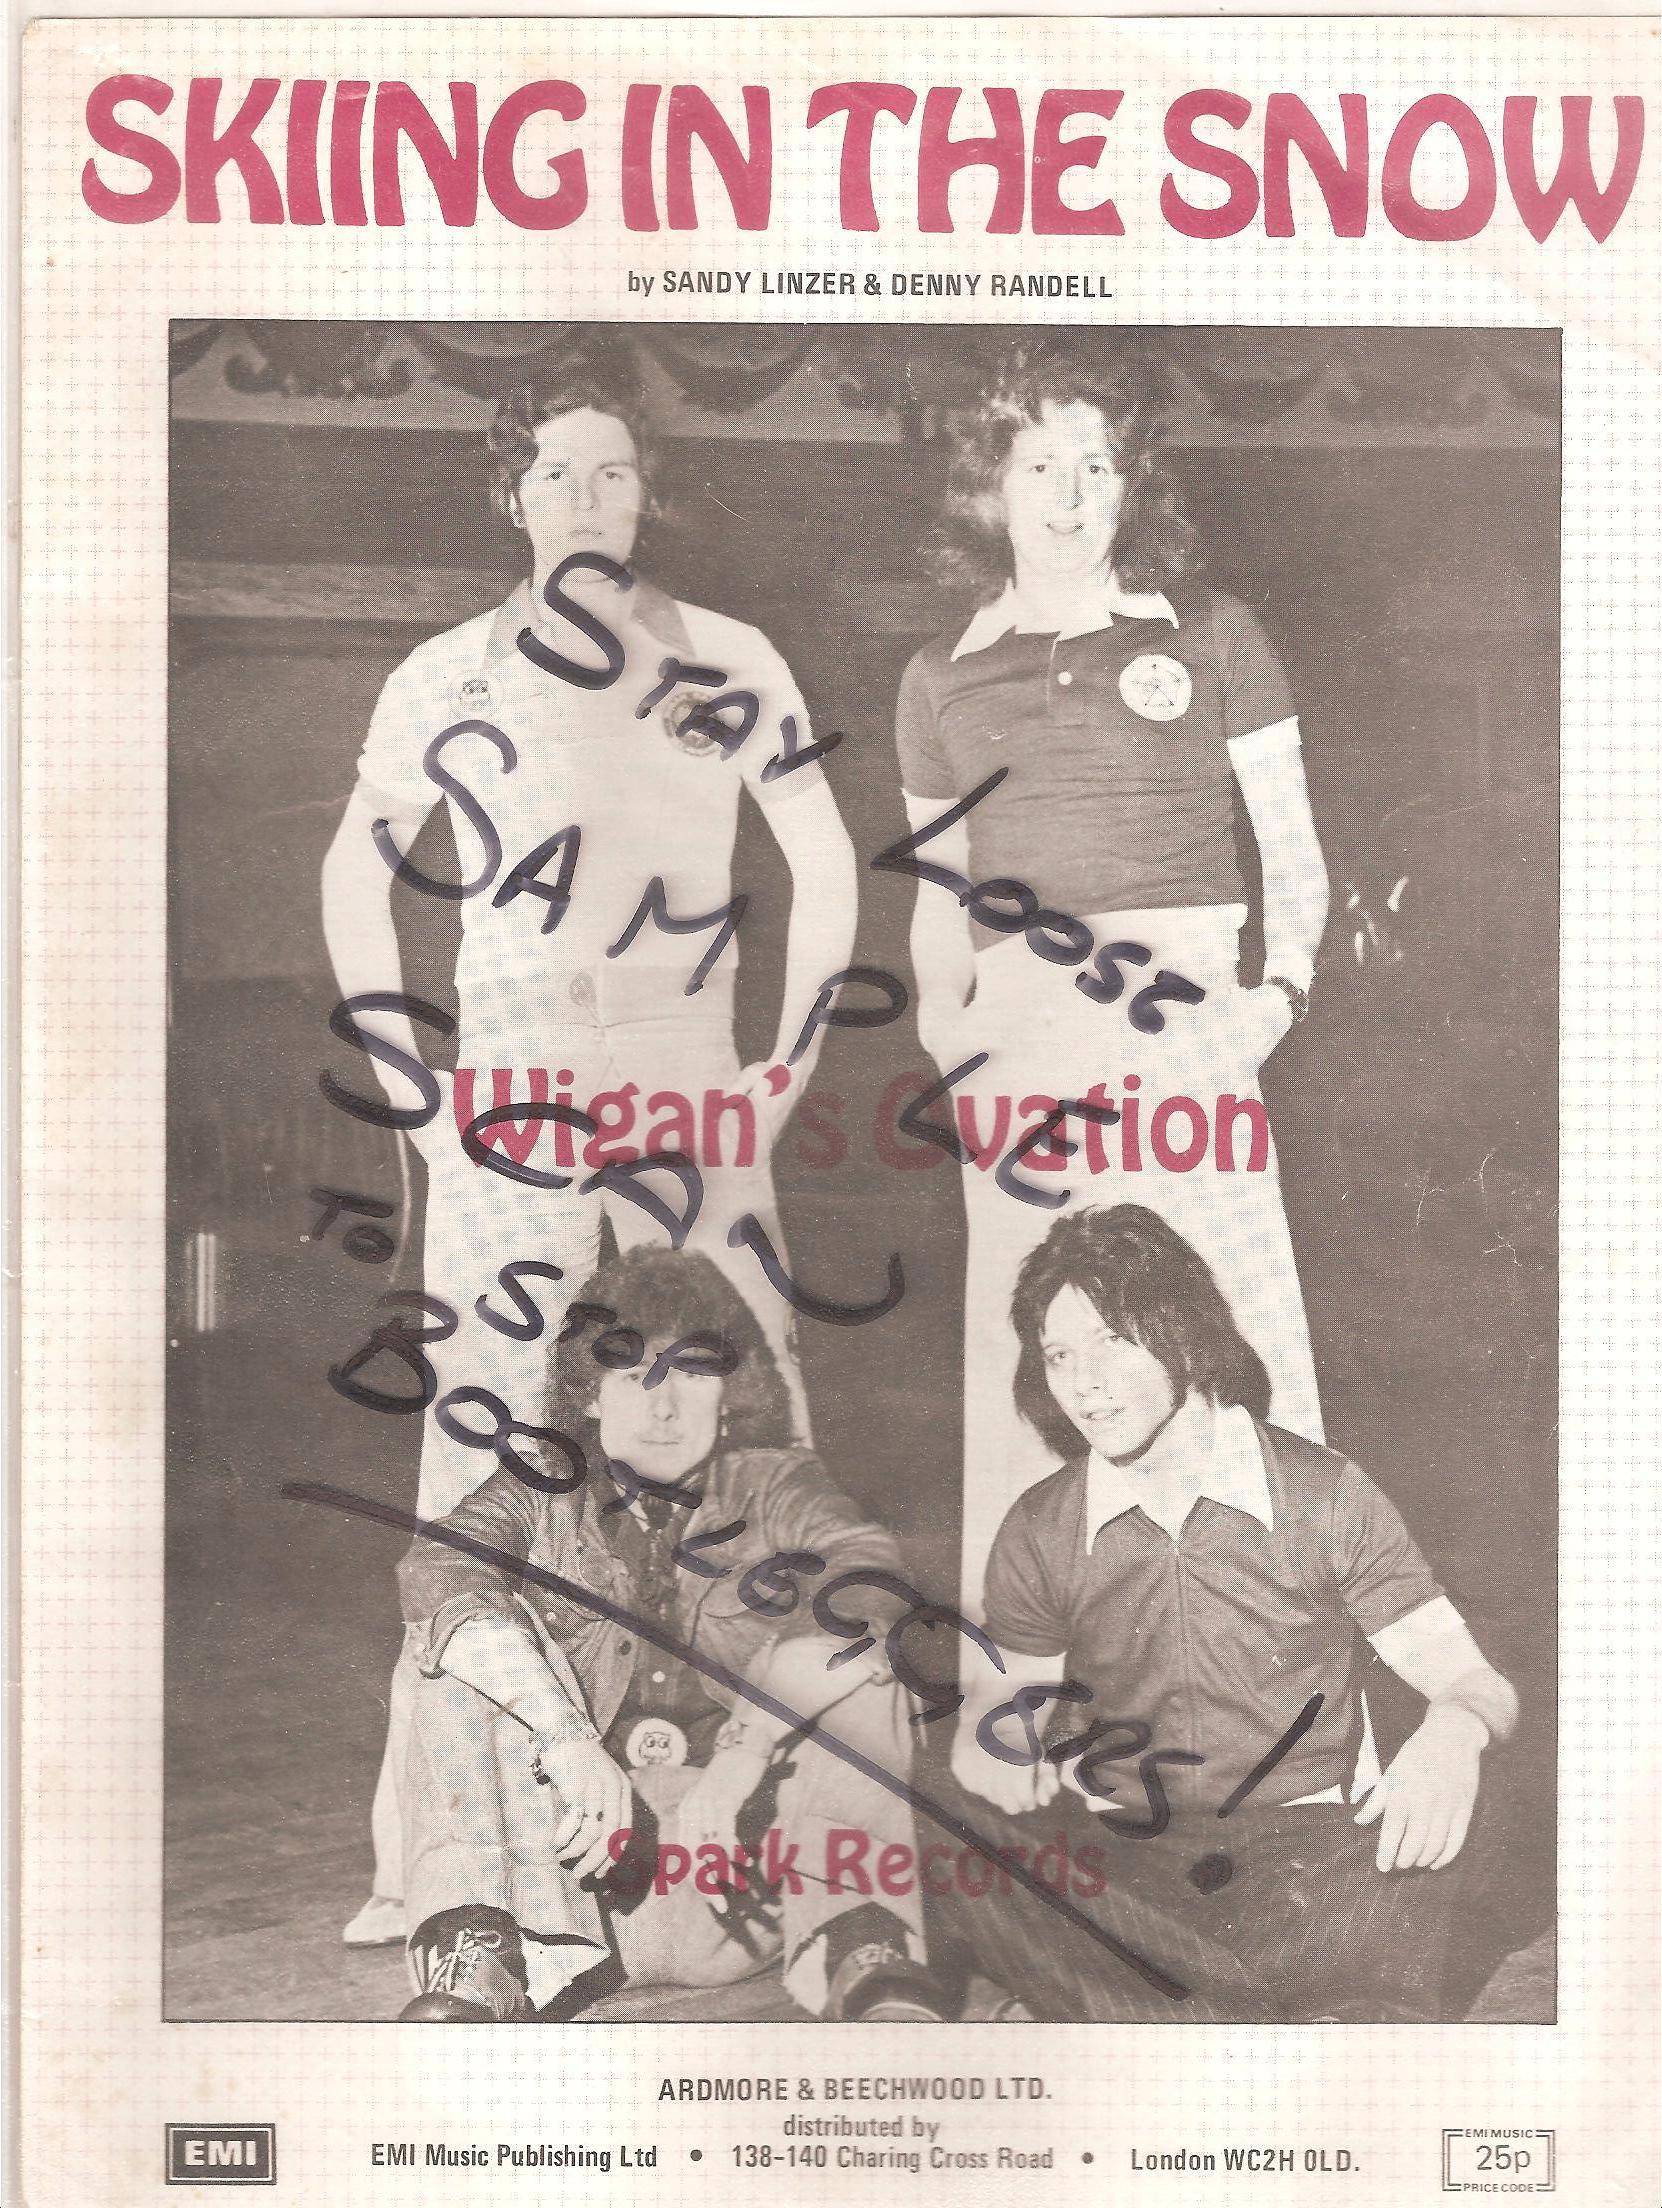 SKIING IN THE SNOW
by SANDY LINZER & DENNY RANDELL
STAY LOOSE
SAMPLE
SCAN
TO STOP
BOOTLEGGERS!
Wigan's Ovation
Spark Records
ARDMORE & BEECHWOOD LTD.
distributed by
EMI
EMI Music Publishing Ltd • 138-140 Charing Cross Road • London WC2H 0LD.
EMI MUSIC
25p
PRICE CODE